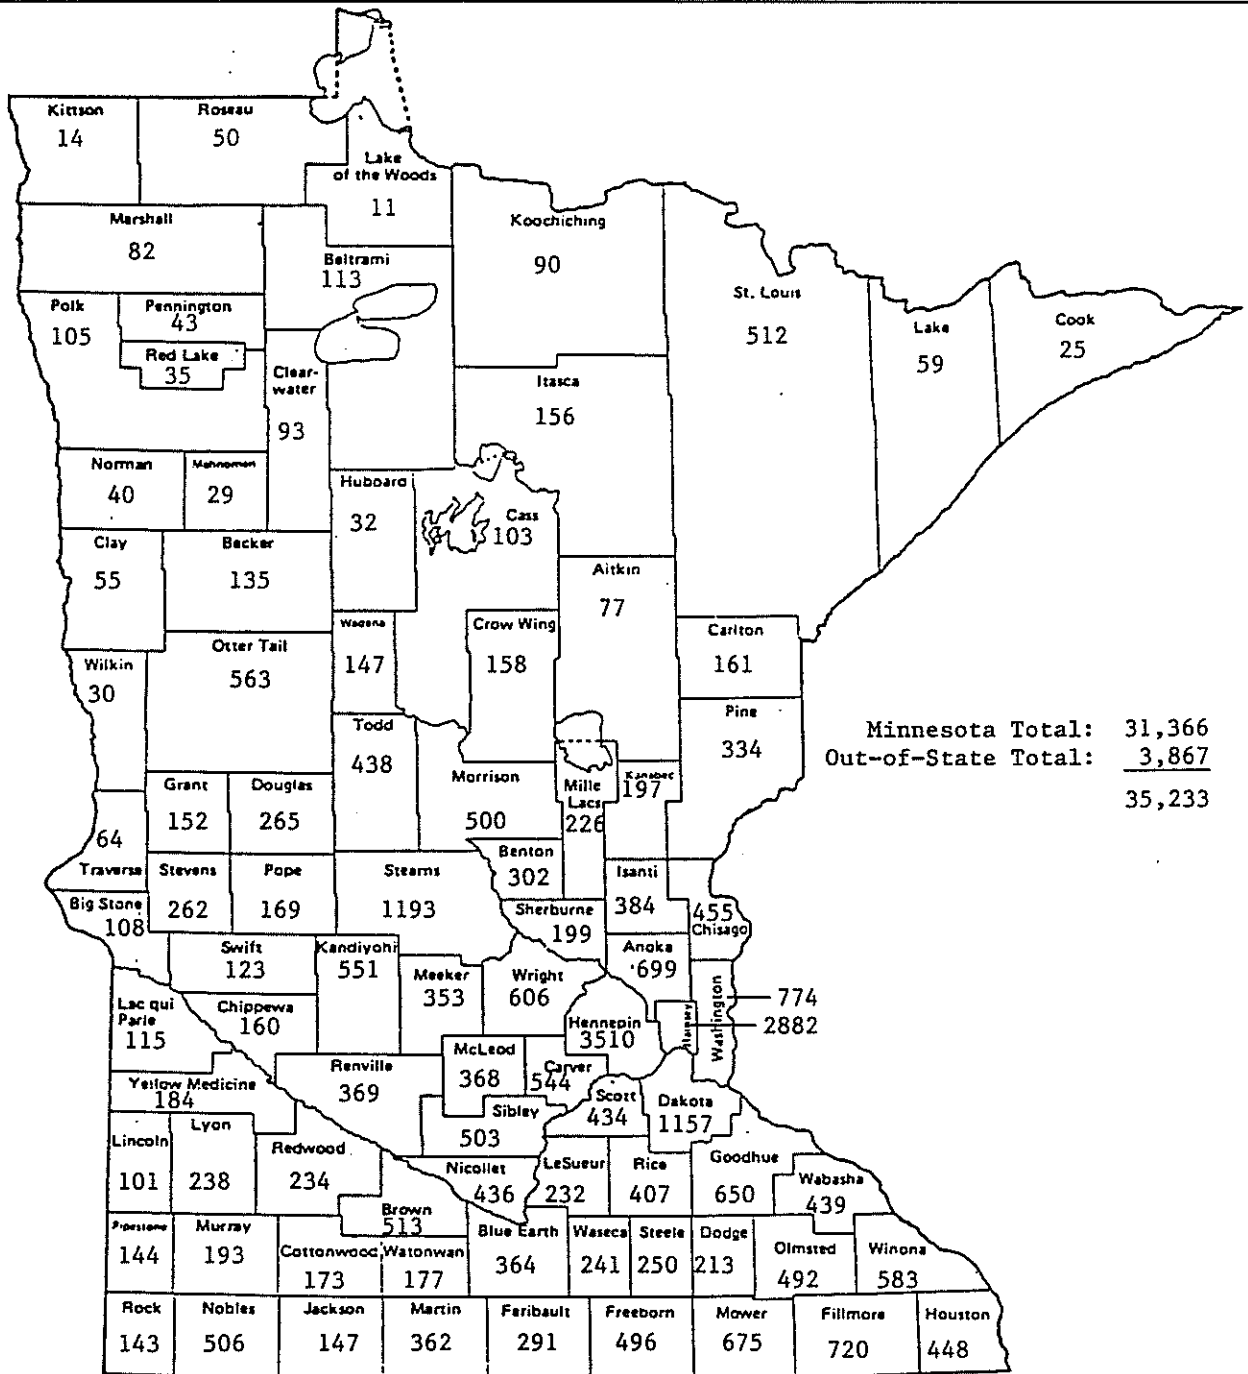 Kittson
14
Roseau
50
Lake
of the Woods
11
Marshall
82
Koochiching
90
Beltrami
113
St. Louis
512
Lake
59
Cook
25
Polk
105
Pennington
43
Red Lake
35
Clear-
water
93
Itasca
156
Norman
40
Mahnomen
29
Hubbard
32
Cass
103
Clay
55
Becker
135
Aitkin
77
Wadena
147
Crow Wing
158
Carlton
161
Wilkin
30
Otter Tail
563
Todd
438
Pine
334
Minnesota Total: 31,366
Out-of-State Total: 3,867
35,233
Grant
152
Douglas
265
Morrison
500
Mille
Lacs
226
Kanabec
197
64
Traverse
Stevens
262
Pope
169
Stearns
1193
Benton
302
Isanti
384
455
Chisago
Big Stone
108
Sherburne
199
Swift
123
Kandiyohi
551
Anoka
699
Meeker
353
Wright
606
Washington
774
Ramsey
2882
Lac qui
Parle
115
Chippewa
160
Hennepin
3510
Renville
369
McLeod
368
Carver
544
Yellow Medicine
184
Scott
434
Dakota
1157
Sibley
503
Lincoln
101
Lyon
238
Redwood
234
Nicollet
436
LeSueur
232
Rice
407
Goodhue
650
Wabasha
439
Brown
513
Pipestone
144
Murray
193
Cottonwood
173
Watonwan
177
Blue Earth
364
Waseca
241
Steele
250
Dodge
213
Olmsted
492
Winona
583
Rock
143
Nobles
506
Jackson
147
Martin
362
Faribault
291
Freeborn
496
Mower
675
Fillmore
720
Houston
448